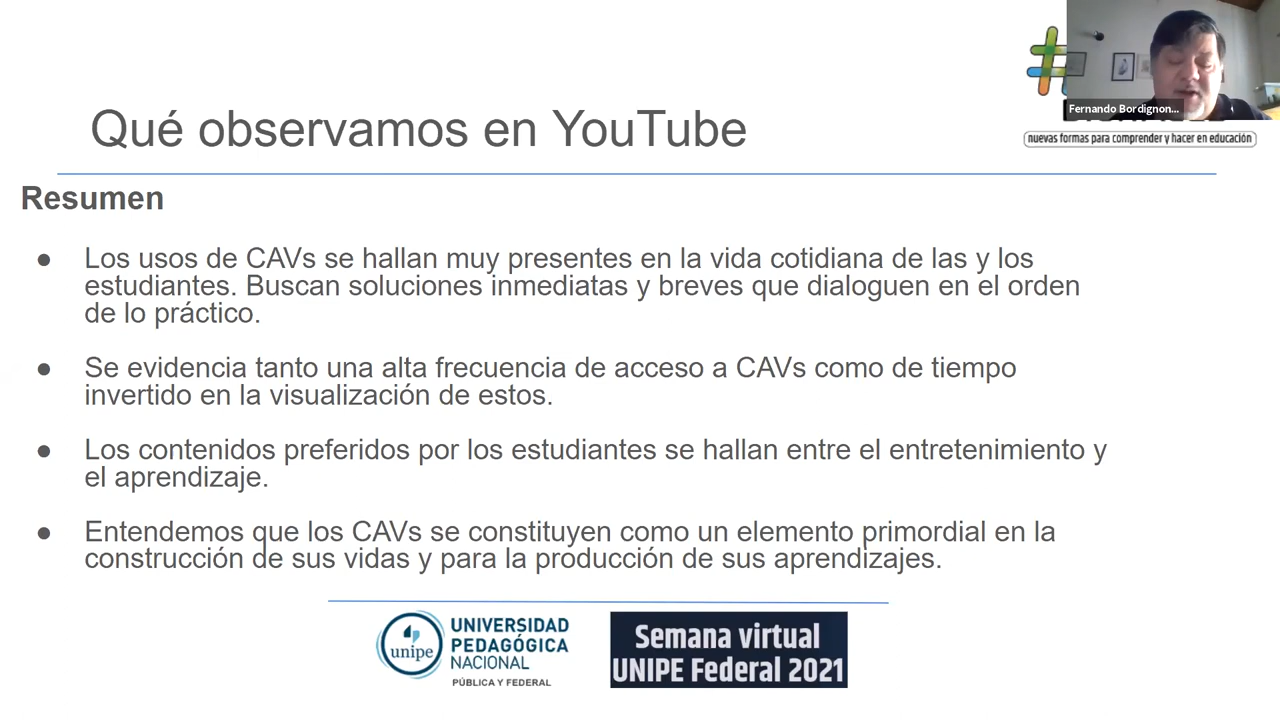 Qué observamos en YouTube
Fernando Bordignon...
nuevas formas para comprender y hacer en educación
Resumen
● Los usos de CAVs se hallan muy presentes en la vida cotidiana de las y los
estudiantes. Buscan soluciones inmediatas y breves que dialoguen en el orden
de lo práctico.
● Se evidencia tanto una alta frecuencia de acceso a CAVs como de tiempo
invertido en la visualización de estos.
● Los contenidos preferidos por los estudiantes se hallan entre el entretenimiento y
el aprendizaje.
● Entendemos que los CAVs se constituyen como un elemento primordial en la
construcción de sus vidas y para la producción de sus aprendizajes.
unipe
UNIVERSIDAD
PEDAGÓGICA
NACIONAL
PÚBLICA Y FEDERAL
Semana virtual
UNIPE Federal 2021